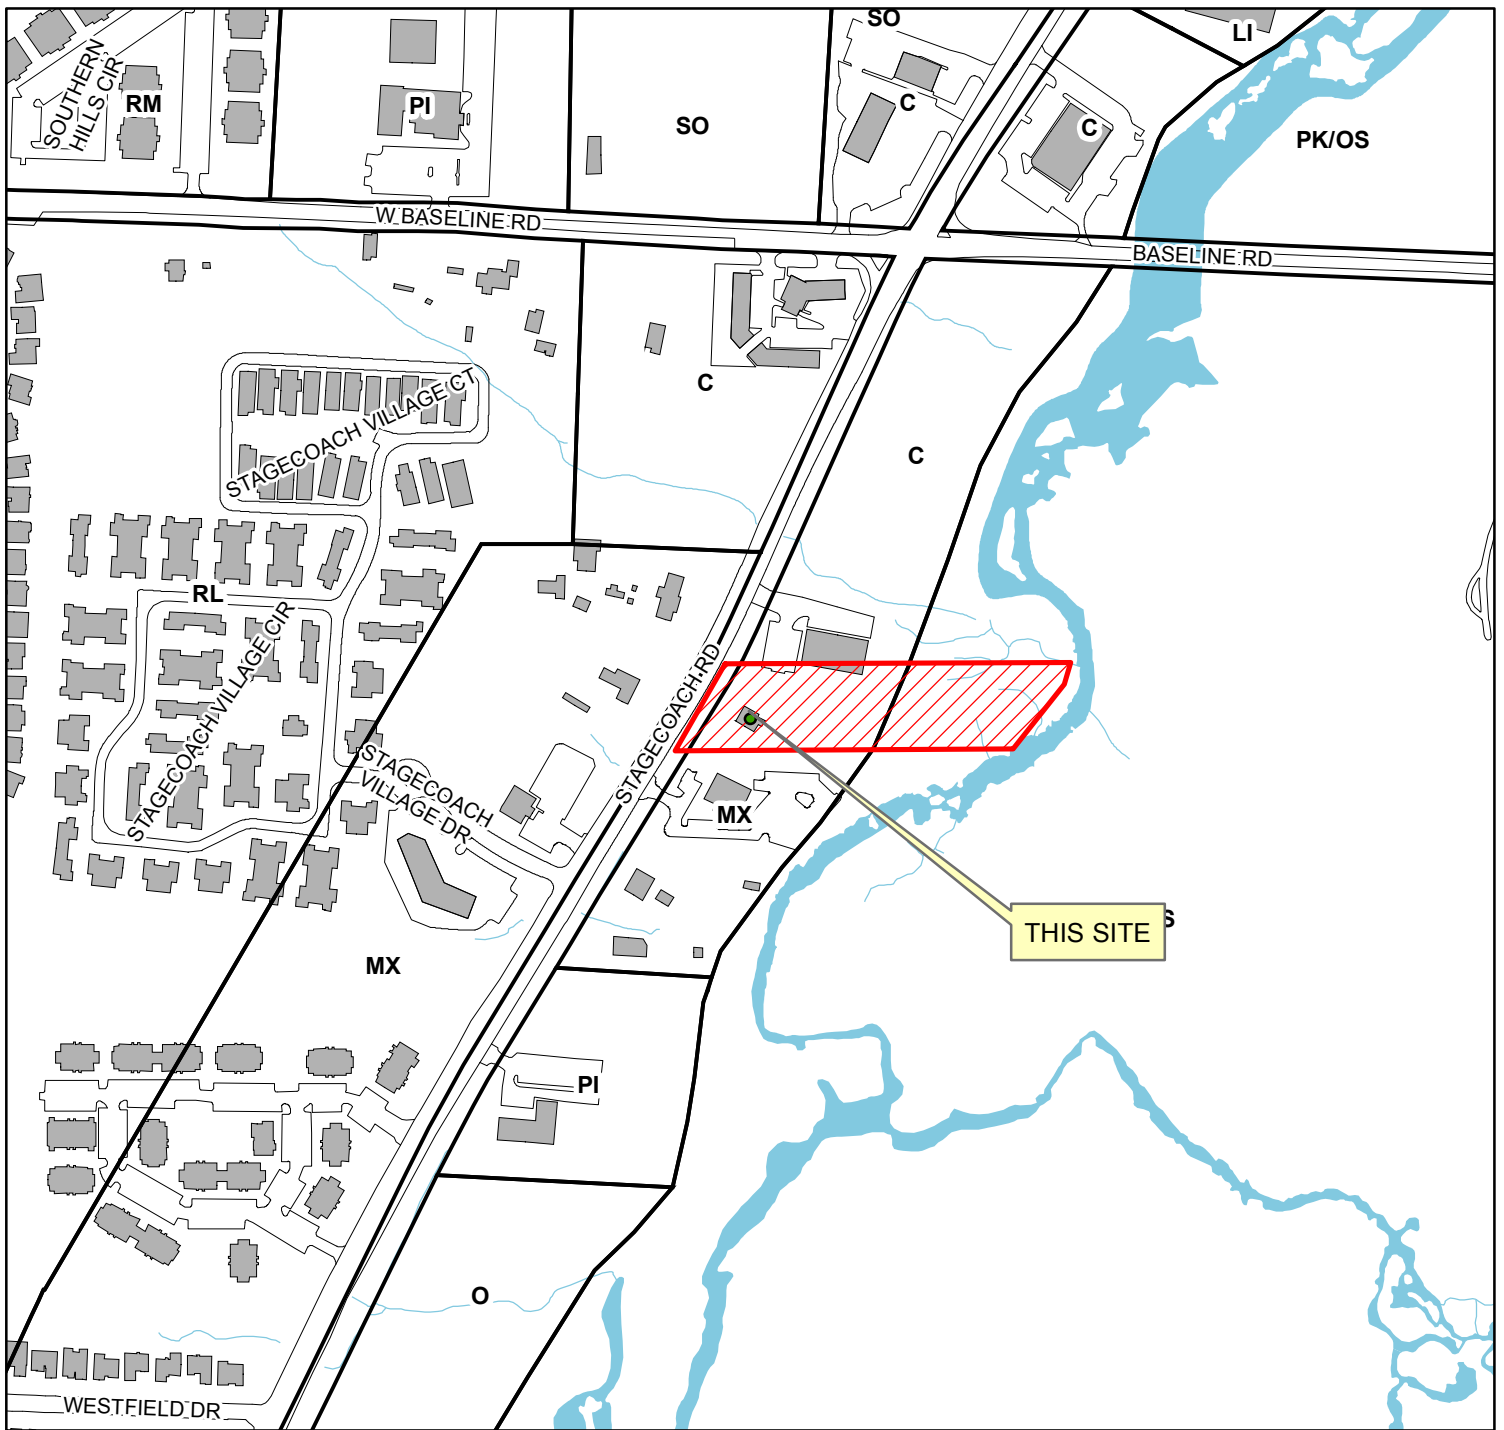 SO
LI
SOUTHERN
HILLS CIR
RM
PI
C
SO
C
PK/OS
W BASELINE RD
BASELINE RD
C
STAGECOACH VILLAGE CT
C
RL
STAGECOACH VILLAGE CIR
STAGECOACH RD
STAGECOACH
VILLAGE DR
MX
THIS SITE
S
MX
PI
O
WESTFIELD DR